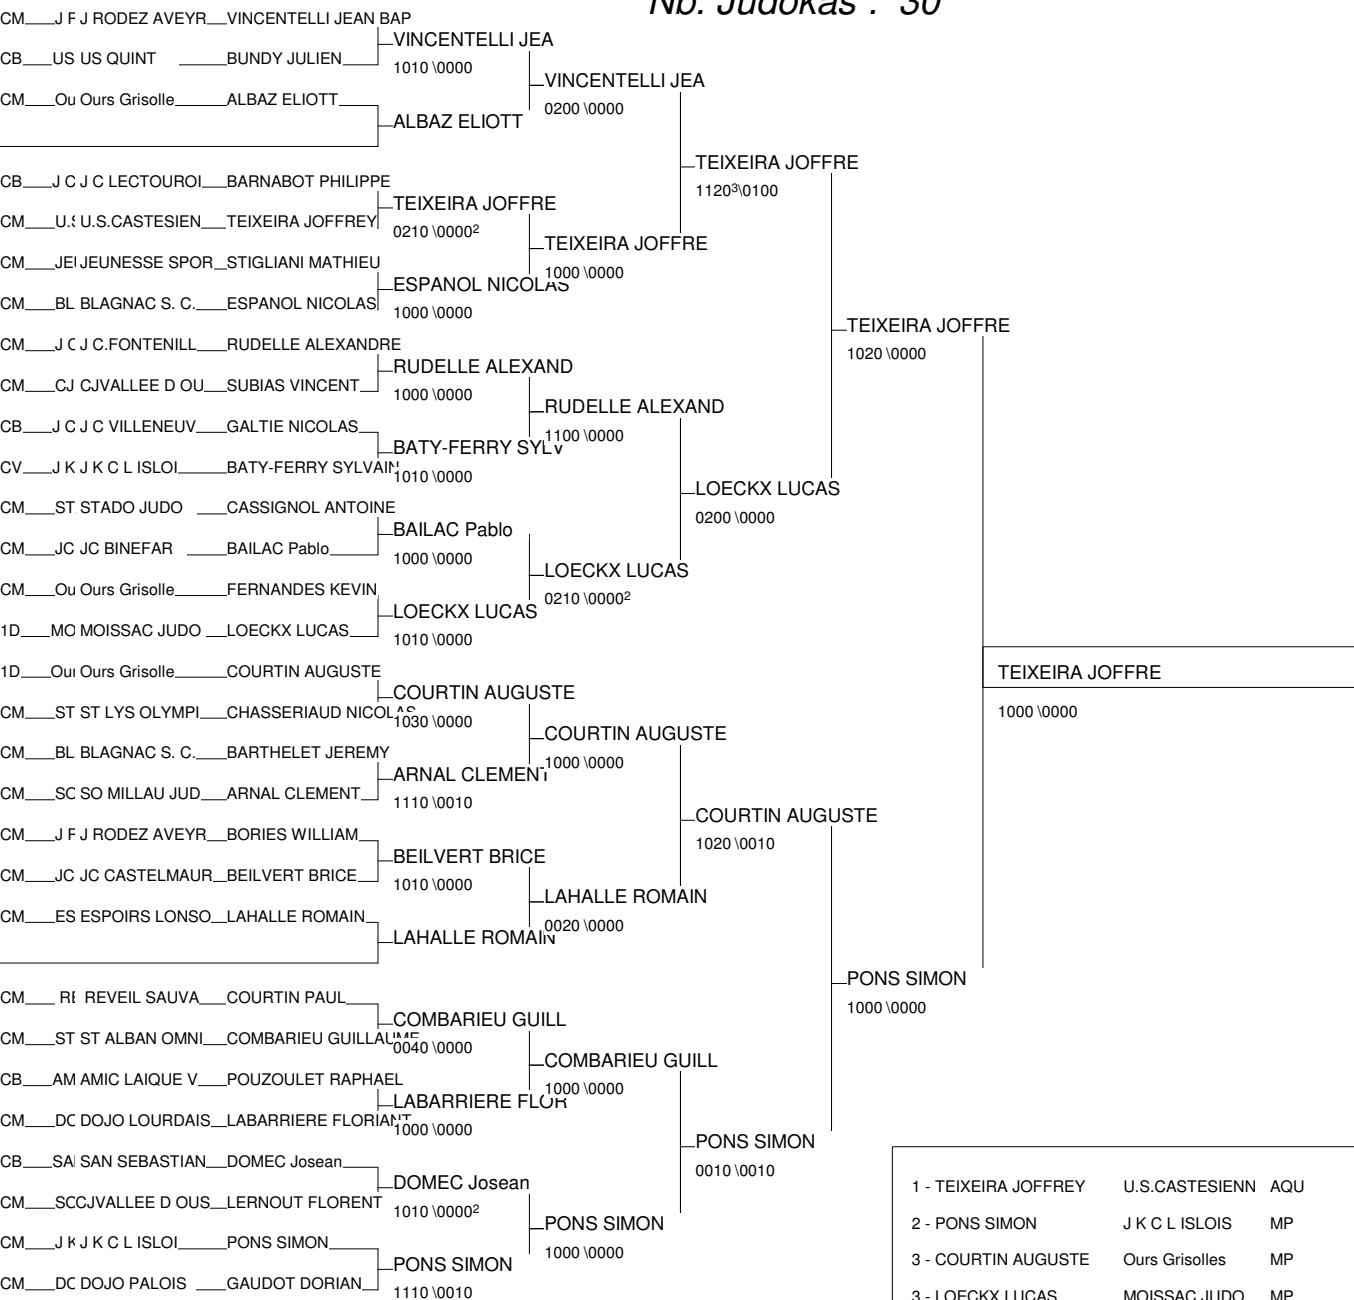 Nb. Judokas : 30
CM J F J RODEZ AVEYR VINCENTELLI JEAN BAP
VINCENTELLI JEA
CB US US QUINT BUNDY JULIEN
1010 \0000
VINCENTELLI JEA
CM Ou Ours Grisolle ALBAZ ELIOTT
0200 \0000
ALBAZ ELIOTT
TEIXEIRA JOFFRE
CB J C J C LECTOUROI BARNABOT PHILIPPE
1120³\0100
TEIXEIRA JOFFRE
CM U.S U.S.CASTESIEN TEIXEIRA JOFFREY
0210 \0000²
TEIXEIRA JOFFRE
CM JEU JEUNESSE SPOR STIGLIANI MATHIEU
1000 \0000
ESPANOL NICOLAS
CM BL BLAGNAC S. C. ESPANOL NICOLAS
1000 \0000
TEIXEIRA JOFFRE
CM J C J C.FONTENILL RUDELLE ALEXANDRE
1020 \0000
RUDELLE ALEXAND
CM CJ CJVALLEE D OU SUBIAS VINCENT
1000 \0000
RUDELLE ALEXAND
CB J C J C VILLENEUV GALTIE NICOLAS
1100 \0000
BATY-FERRY SYLV
CV J K J K C L ISLOI BATY-FERRY SYLVAIN
1010 \0000
LOECKX LUCAS
CM ST STADO JUDO CASSIGNOL ANTOINE
0200 \0000
BAILAC Pablo
CM JC JC BINEFAR BAILAC Pablo
1000 \0000
LOECKX LUCAS
CM Ou Ours Grisolle FERNANDES KEVIN
0210 \0000²
LOECKX LUCAS
1D MO MOISSAC JUDO LOECKX LUCAS
1010 \0000
1D Our Ours Grisolle COURTIN AUGUSTE
TEIXEIRA JOFFRE
COURTIN AUGUSTE
CM ST ST LYS OLYMPI CHASSERIAUD NICOLAS
1000 \0000
1030 \0000
COURTIN AUGUSTE
CM BL BLAGNAC S. C. BARTHELET JEREMY
1000 \0000
ARNAL CLEMENT
CM SO SO MILLAU JUD ARNAL CLEMENT
1110 \0010
COURTIN AUGUSTE
CM J F J RODEZ AVEYR BORIES WILLIAM
1020 \0010
BEILVERT BRICE
CM JC JC CASTELMAUR BEILVERT BRICE
1010 \0000
LAHALLE ROMAIN
CM ES ESPOIRS LONSO LAHALLE ROMAIN
0020 \0000
LAHALLE ROMAIN
PONS SIMON
CM RE REVEIL SAUVA COURTIN PAUL
1000 \0000
COMBARIEU GUILL
CM ST ST ALBAN OMNI COMBARIEU GUILLAUME
0040 \0000
COMBARIEU GUILL
CB AM AMIC LAIQUE V POUZOULET RAPHAEL
1000 \0000
LABARRIERE FLOR
CM DO DOJO LOURDAIS LABARRIERE FLORIANT
1000 \0000
PONS SIMON
CB SAI SAN SEBASTIAN DOMEC Josean
0010 \0010
DOMEC Josean
1 - TEIXEIRA JOFFREY U.S.CASTESIENN AQU
CM SC CJVALLEE D OUS LERNOUT FLORENT
1010 \0000²
PONS SIMON
2 - PONS SIMON J K C L ISLOIS MP
CM J K J K C L ISLOI PONS SIMON
1000 \0000
PONS SIMON
3 - COURTIN AUGUSTE Ours Grisolles MP
CM DO DOJO PALOIS GAUDOT DORIAN
1110 \0010
3 - LOECKX LUCAS MOISSAC JUDO MP